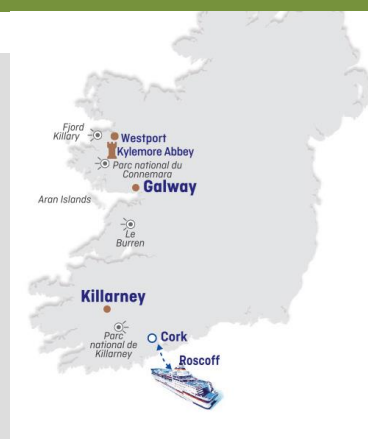 Fjord
Killary
Westport
Kylemore Abbey
Parc national du
Connemara
Galway
Aran Islands
Le
Burren
Killarney
Parc
national de
Killarney
Cork
Roscoff